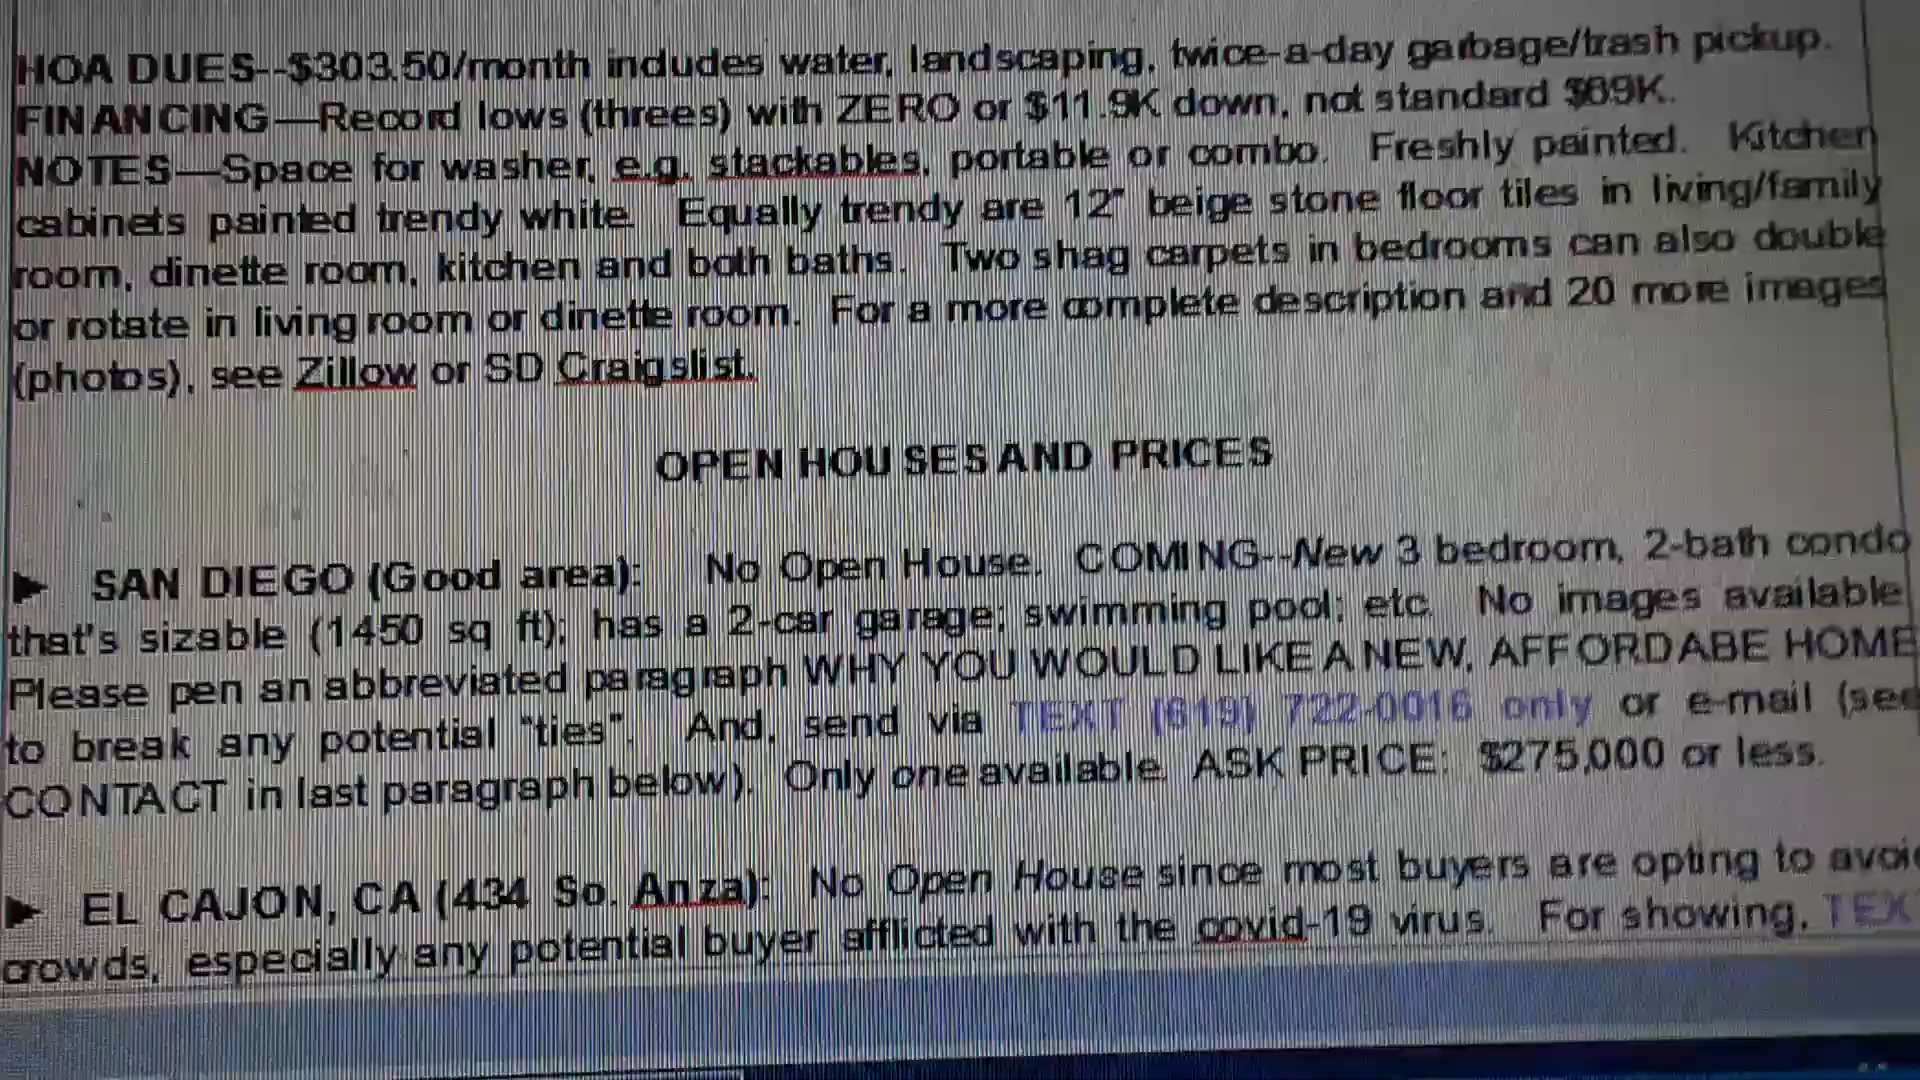 HOA DUES--$303.50/month includes water, landscaping, twice-a-day garbage/trash pickup.
FINANCING—Record lows (threes) with ZERO or $11.9K down, not standard $69K.
NOTES—Space for washer, e.g. stackables, portable or combo. Freshly painted. Kitchen
cabinets painted trendy white. Equally trendy are 12" beige stone floor tiles in living/family
room, dinette room, kitchen and both baths. Two shag carpets in bedrooms can also double
or rotate in living room or dinette room. For a more complete description and 20 more images
(photos), see Zillow or SD Craigslist.
OPEN HOUSES AND PRICES
► SAN DIEGO (Good area): No Open House. COMING--New 3 bedroom, 2-bath condo
that's sizable (1450 sq ft); has a 2-car garage; swimming pool; etc. No images available
Please pen an abbreviated paragraph WHY YOU WOULD LIKE A NEW, AFFORDABE HOME
to break any potential "ties". And, send via TEXT (619) 722-0016 only or e-mail (see
CONTACT in last paragraph below). Only one available. ASK PRICE: $275,000 or less.
► EL CAJON, CA (434 So. Anza): No Open House since most buyers are opting to avoi
crowds, especially any potential buyer afflicted with the covid-19 virus. For showing, TEX